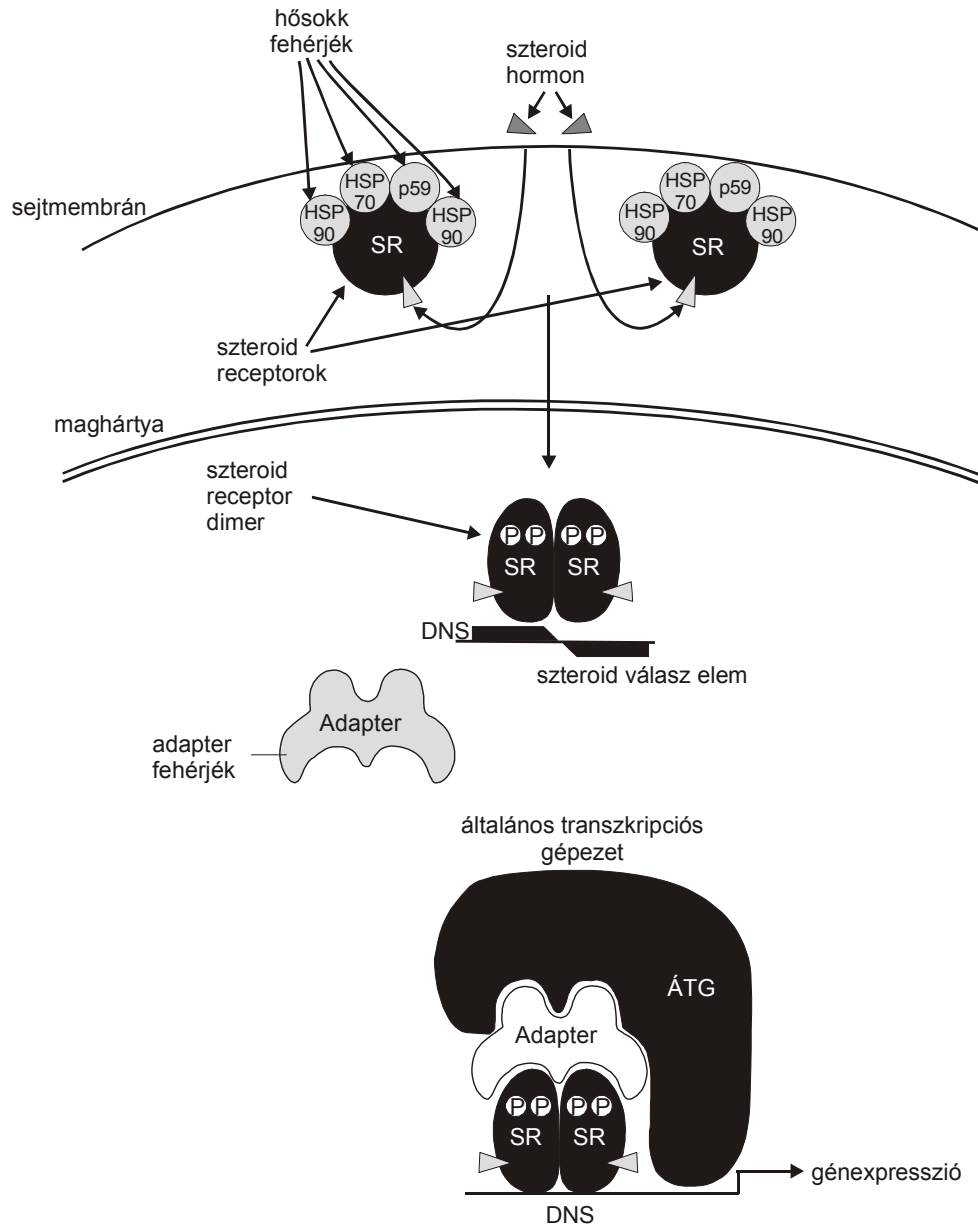 hősokk
fehérjék
szteroid
hormon
HSP
70
p59
HSP
90
HSP
90
SR
HSP
70
p59
HSP
90
HSP
90
SR
sejtmembrán
szteroid
receptorok
maghártya
szteroid
receptor
dimer
P P P P
SR SR
DNS
szteroid válasz elem
Adapter
adapter
fehérjék
általános transzkripciós
gépezet
ÁTG
Adapter
P P P P
SR SR
génexpresszió
DNS